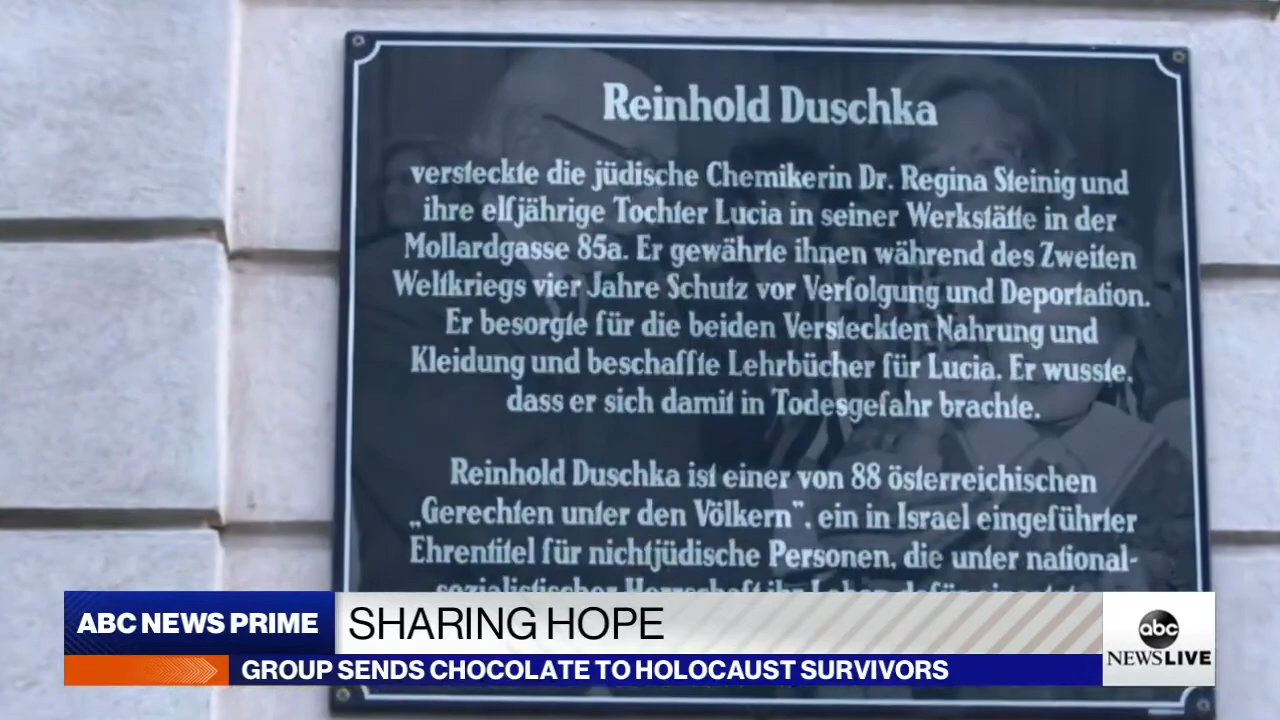 Reinhold Duschka
versteckte die jüdische Chemikerin Dr. Regina Steinig und
ihre elfjährige Tochter Lucia in seiner Werkstätte in der
Mollardgasse 85a. Er gewährte ihnen während des Zweiten
Weltkriegs vier Jahre Schutz vor Verfolgung und Deportation.
Er besorgte für die beiden Versteckten Nahrung und
Kleidung und beschaffte Lehrbücher für Lucia. Er wusste,
dass er sich damit in Todesgefahr brachte.
Reinhold Duschka ist einer von 88 österreichischen
„Gerechten unter den Völkern“, ein in Israel eingeführter
Ehrentitel für nichtjüdische Personen, die unter national-
ABC NEWS PRIME
SHARING HOPE
GROUP SENDS CHOCOLATE TO HOLOCAUST SURVIVORS
abc
NEWSLIVE